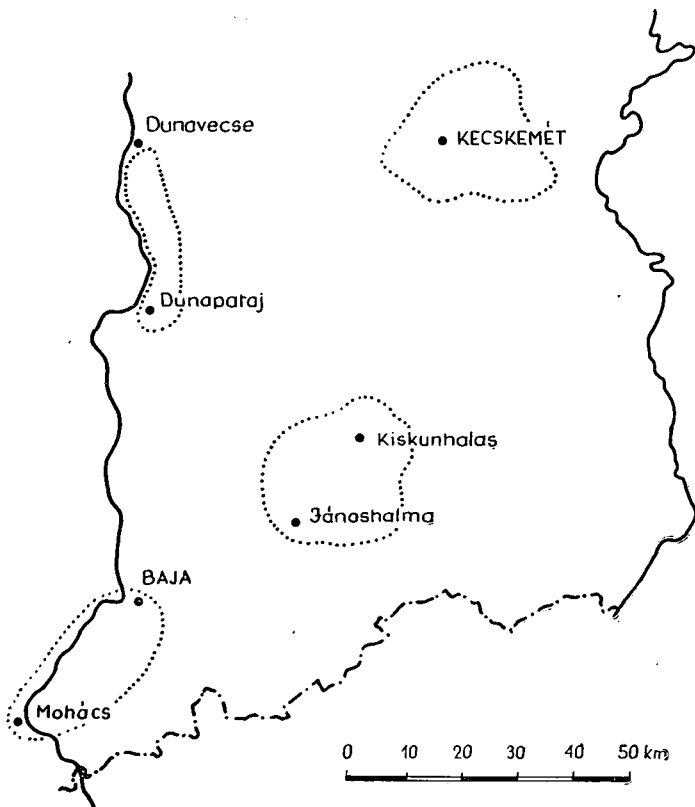 Dunavecse
KECSKEMÉT
Dunapataj
Kiskunhalas
Jánoshalma
BAJA
Mohács
0 10 20 30 40 50 km